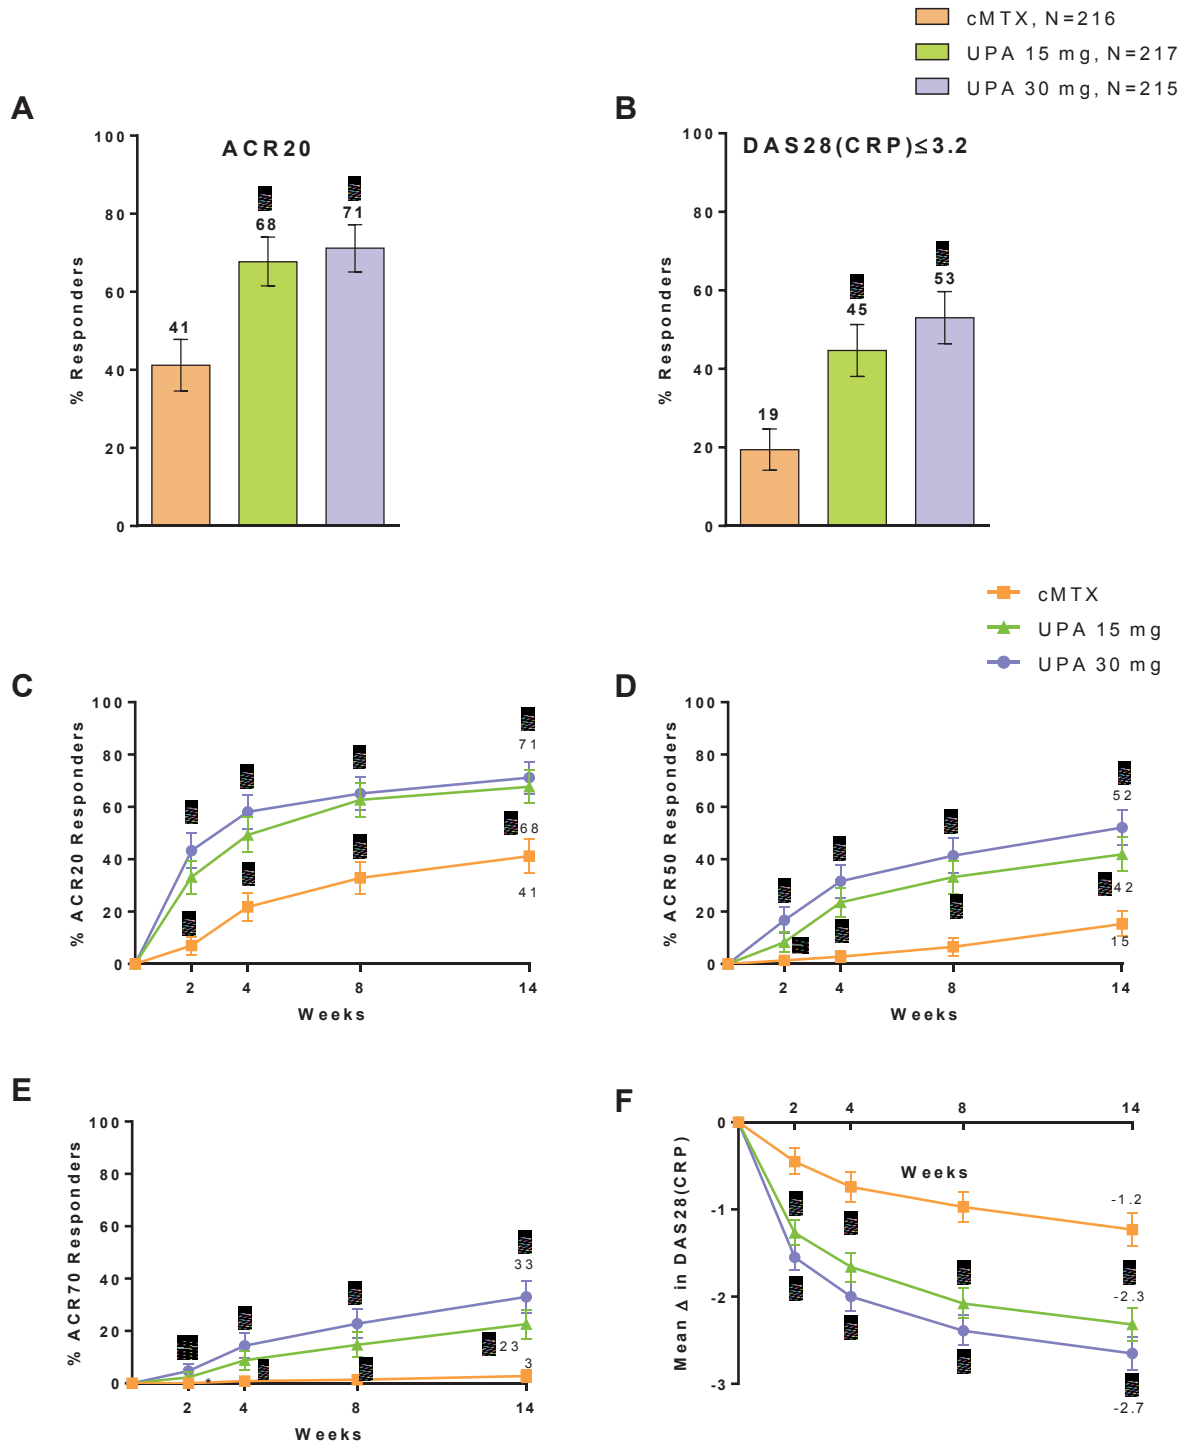 cMTX, N=216
UPA 15 mg, N=217
UPA 30 mg, N=215
A
ACR20
% Responders
100
80
60
40
20
0
41
68
71
B
DAS28(CRP)≤3.2
% Responders
100
80
60
40
20
0
19
45
53
cMTX
UPA 15 mg
UPA 30 mg
C
% ACR20 Responders
100
80
60
40
20
0
71
68
41
2 4 8 14
Weeks
D
% ACR50 Responders
100
80
60
40
20
0
52
42
15
2 4 8 14
Weeks
E
% ACR70 Responders
100
80
60
40
20
0
33
23
3
*
2 4 8 14
Weeks
F
2 4 8 14
Weeks
Mean Δ in DAS28(CRP)
0
-1
-2
-3
-1.2
-2.3
-2.7